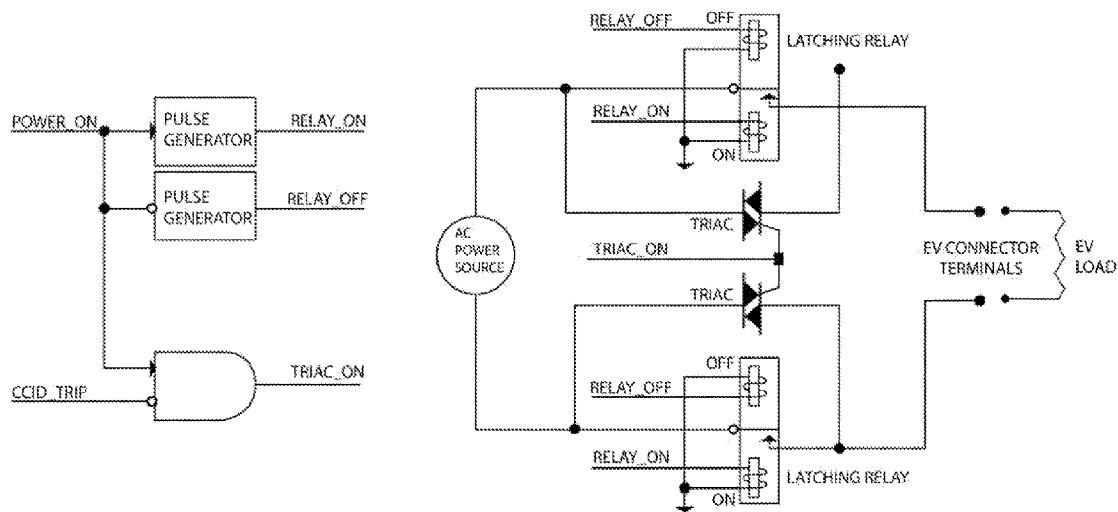 POWER_ON
PULSE
GENERATOR
RELAY_ON
PULSE
GENERATOR
RELAY_OFF
CCID_TRIP
TRIAC_ON
RELAY_OFF
OFF
LATCHING RELAY
RELAY_ON
ON
AC
POWER
SOURCE
TRIAC
TRIAC_ON
TRIAC
EV CONNECTOR
TERMINALS
EV
LOAD
OFF
RELAY_OFF
RELAY_ON
ON
LATCHING RELAY